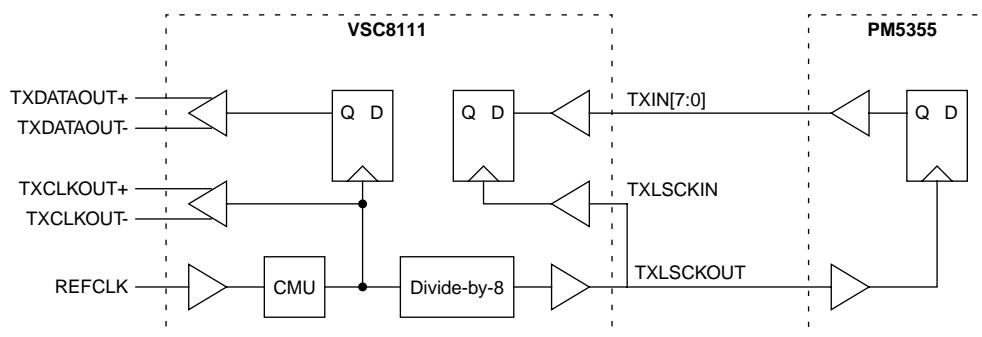 VSC8111
PM5355
TXDATAOUT+
TXDATAOUT-
Q D
Q D
TXIN[7:0]
Q D
TXCLKOUT+
TXCLKOUT-
TXLSCKIN
REFCLK
CMU
Divide-by-8
TXLSCKOUT